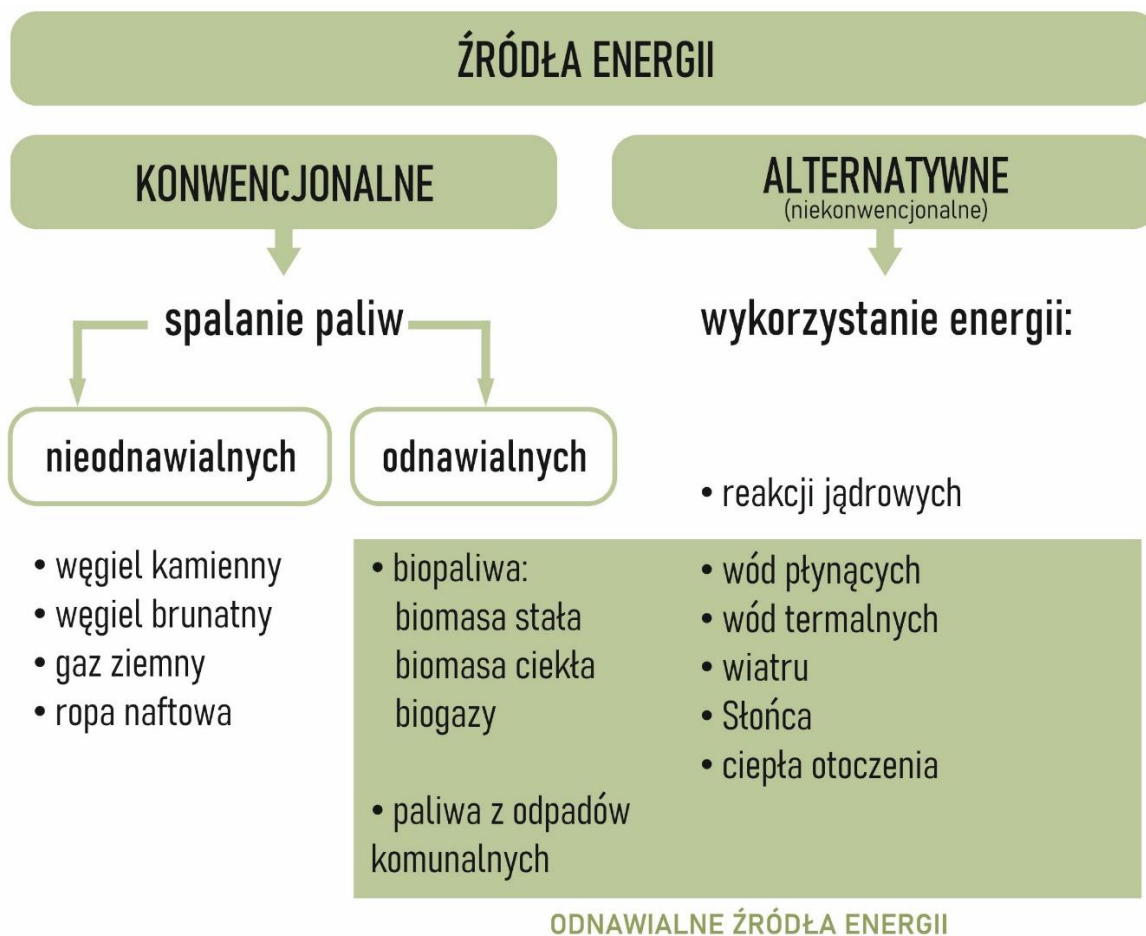 ŹRÓDŁA ENERGII
KONWENCJONALNE
ALTERNATYWNE
(niekonwencjonalne)
spalanie paliw
wykorzystanie energii:
nieodnawialnych
odnawialnych
• węgiel kamienny
• węgiel brunatny
• gaz ziemny
• ropa naftowa
• biopaliwa:
biomasa stała
biomasa ciekła
biogazy
• paliwa z odpadów
komunalnych
• reakcji jądrowych
• wód płynących
• wód termalnych
• wiatru
• Słońca
• ciepła otoczenia
ODNAWIALNE ŹRÓDŁA ENERGII